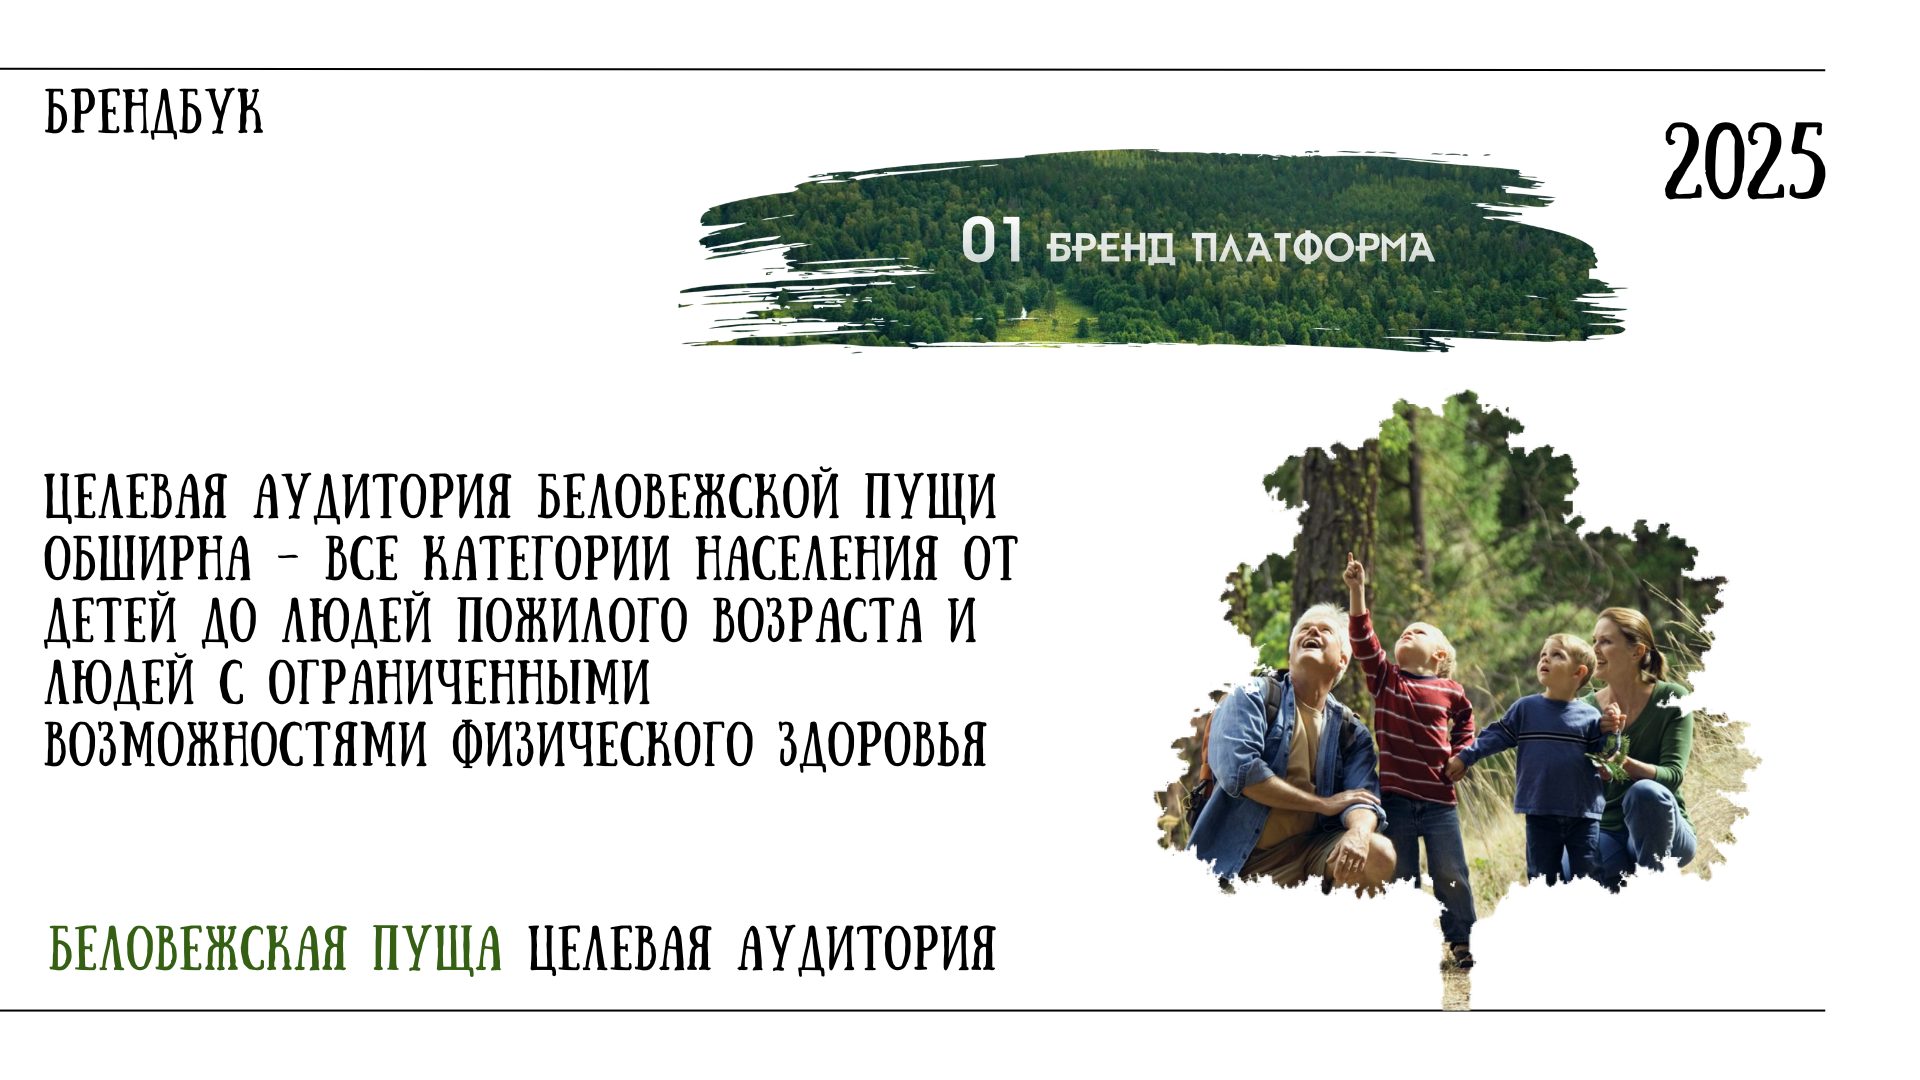 БРЕНДБУК
2025
01 БРЕНД ПЛАТФОРМА
ЦЕЛЕВАЯ АУДИТОРИЯ БЕЛОВЕЖСКОЙ ПУЩИ
ОБШИРНА - ВСЕ КАТЕГОРИИ НАСЕЛЕНИЯ ОТ
ДЕТЕЙ ДО ЛЮДЕЙ ПОЖИЛОГО ВОЗРАСТА И
ЛЮДЕЙ С ОГРАНИЧЕННЫМИ
ВОЗМОЖНОСТЯМИ ФИЗИЧЕСКОГО ЗДОРОВЬЯ
БЕЛОВЕЖСКАЯ ПУЩА ЦЕЛЕВАЯ АУДИТОРИЯ